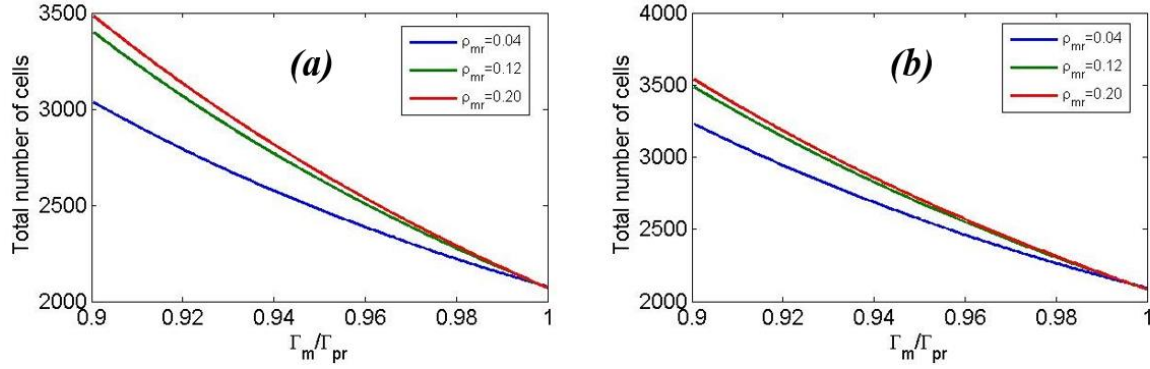 3500
3000
2500
2000
Total number of cells
(a)
ρmr=0.04
ρmr=0.12
ρmr=0.20
0.9 0.92 0.94 0.96 0.98 1
Γm/Γpr
4000
3500
3000
2500
2000
Total number of cells
(b)
ρmr=0.04
ρmr=0.12
ρmr=0.20
0.9 0.92 0.94 0.96 0.98 1
Γm/Γpr